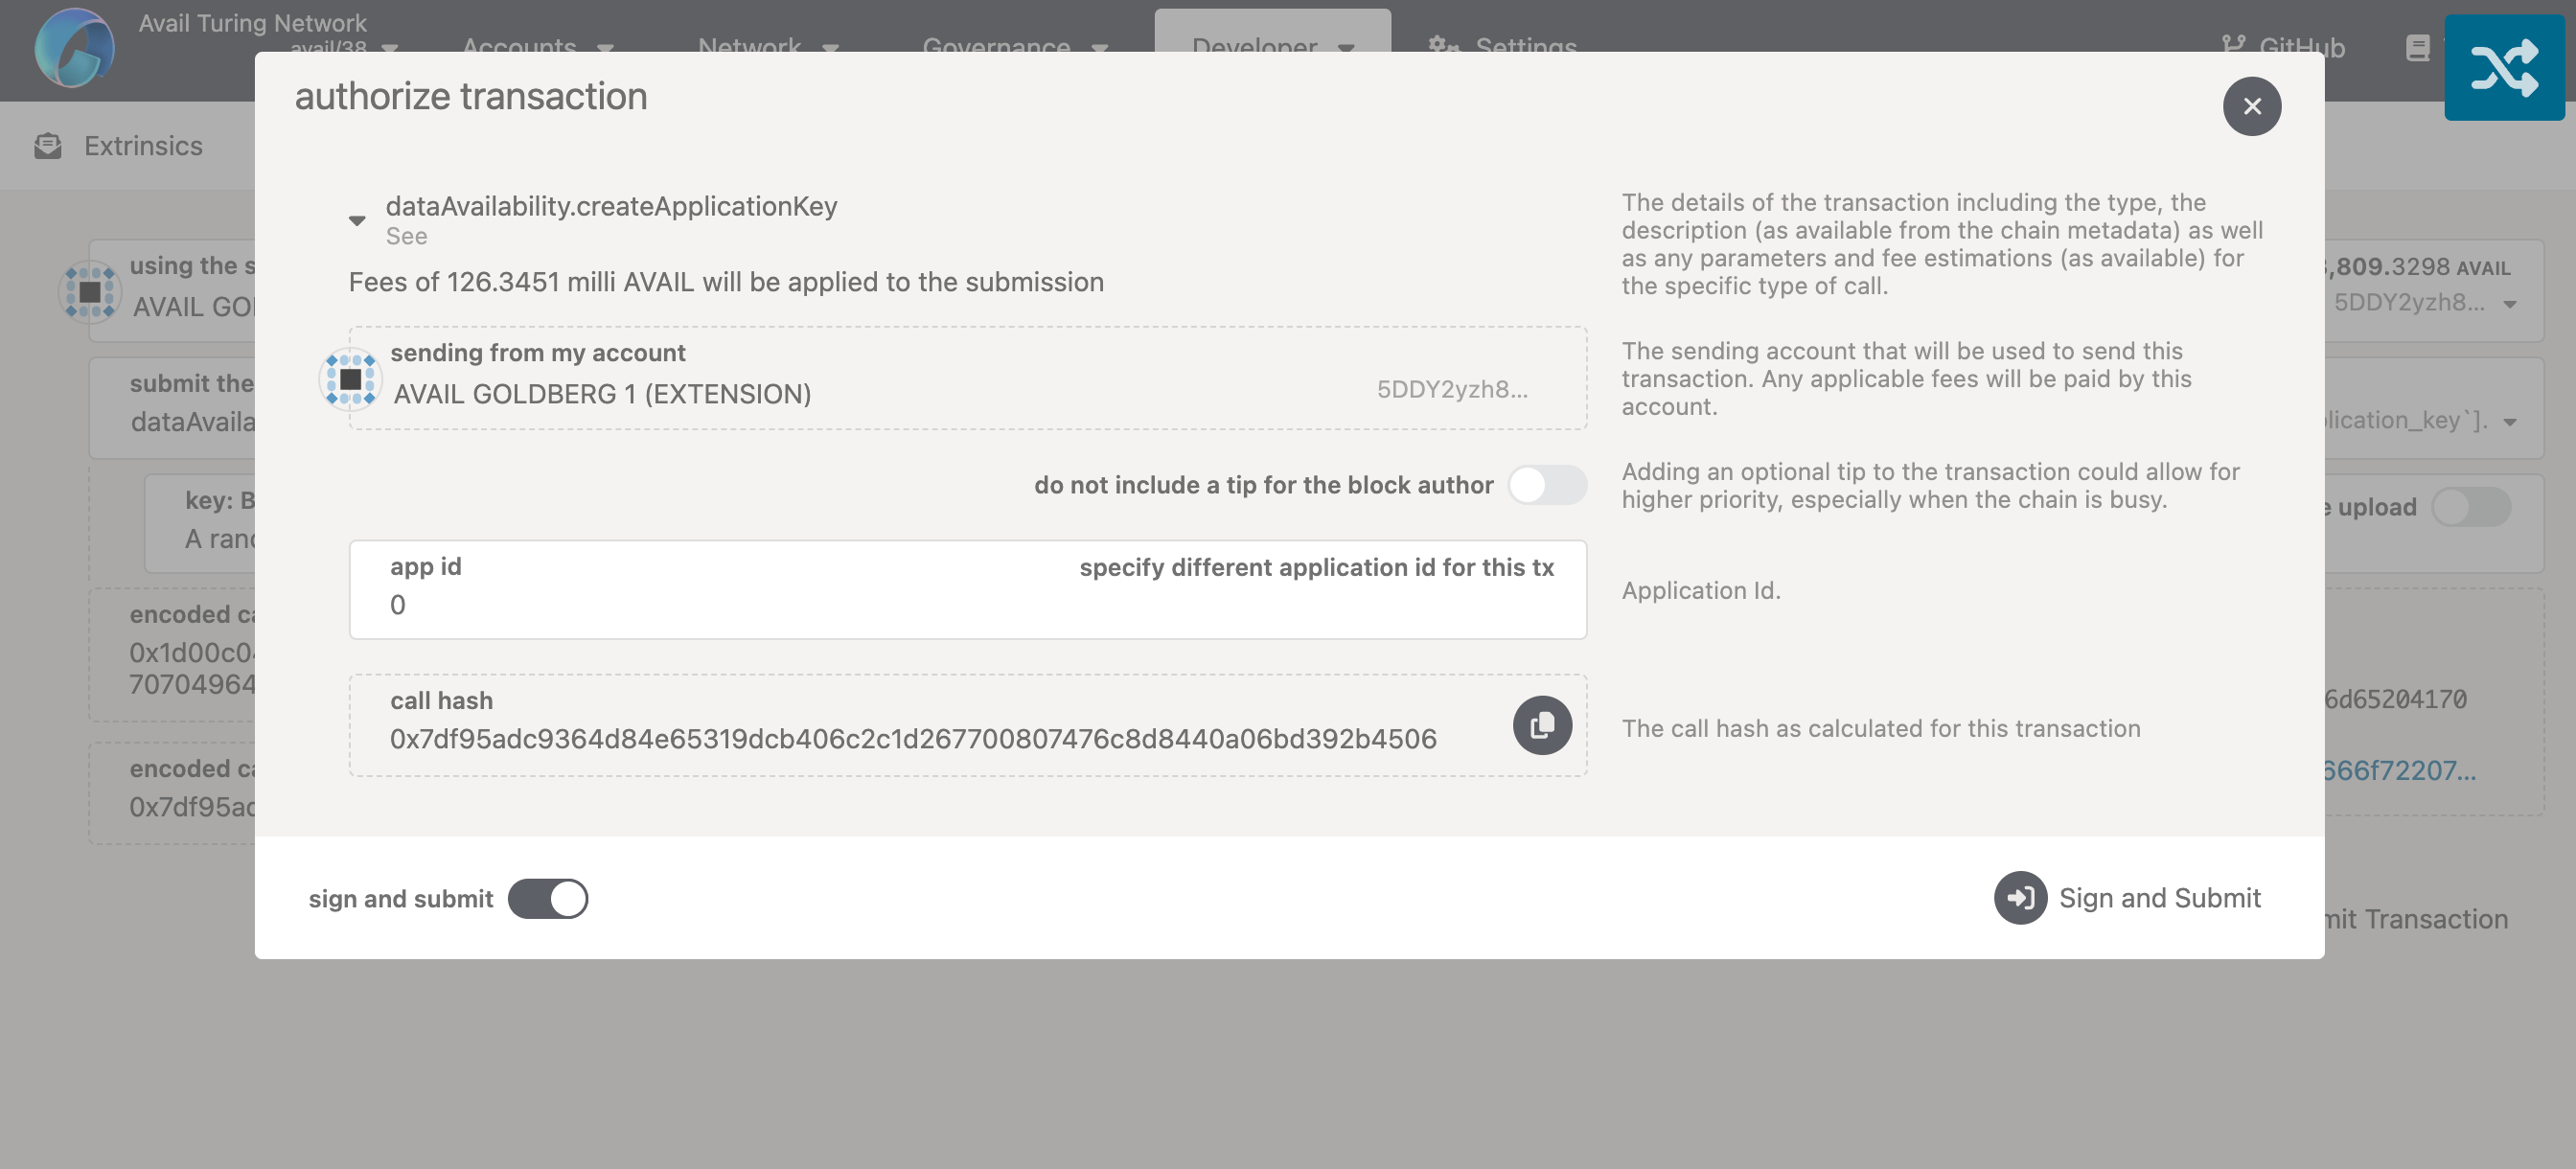 Avail Turing Network
avail/38
Accounts
Network
Governance
Developer
Settings
GitHub
Extrinsics
authorize transaction
dataAvailability.createApplicationKey
See
Fees of 126.3451 milli AVAIL will be applied to the submission
The details of the transaction including the type, the
description (as available from the chain metadata) as well
as any parameters and fee estimations (as available) for
the specific type of call.
sending from my account
AVAIL GOLDBERG 1 (EXTENSION)
5DDY2yzh8...
The sending account that will be used to send this
transaction. Any applicable fees will be paid by this
account.
do not include a tip for the block author
Adding an optional tip to the transaction could allow for
higher priority, especially when the chain is busy.
app id
specify different application id for this tx
0
Application Id.
call hash
0x7df95adc9364d84e65319dcb406c2c1d267700807476c8d8440a06bd392b4506
The call hash as calculated for this transaction
sign and submit
Sign and Submit
using the s
AVAIL GO
,809.3298 AVAIL
5DDY2yzh8...
submit the
dataAvaila
plication_key`].
key: B
A rand
e upload
encoded ca
0x1d00c04
70704964
6d65204170
666f72207...
encoded ca
0x7df95ad
mit Transaction